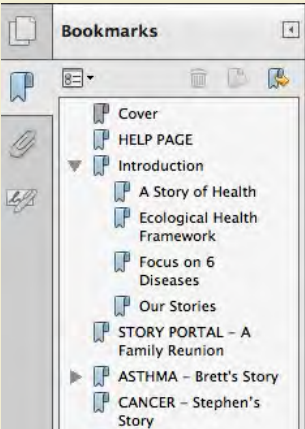 Bookmarks
Cover
HELP PAGE
Introduction
A Story of Health
Ecological Health
Framework
Focus on 6
Diseases
Our Stories
STORY PORTAL – A
Family Reunion
ASTHMA – Brett's Story
CANCER – Stephen's
Story